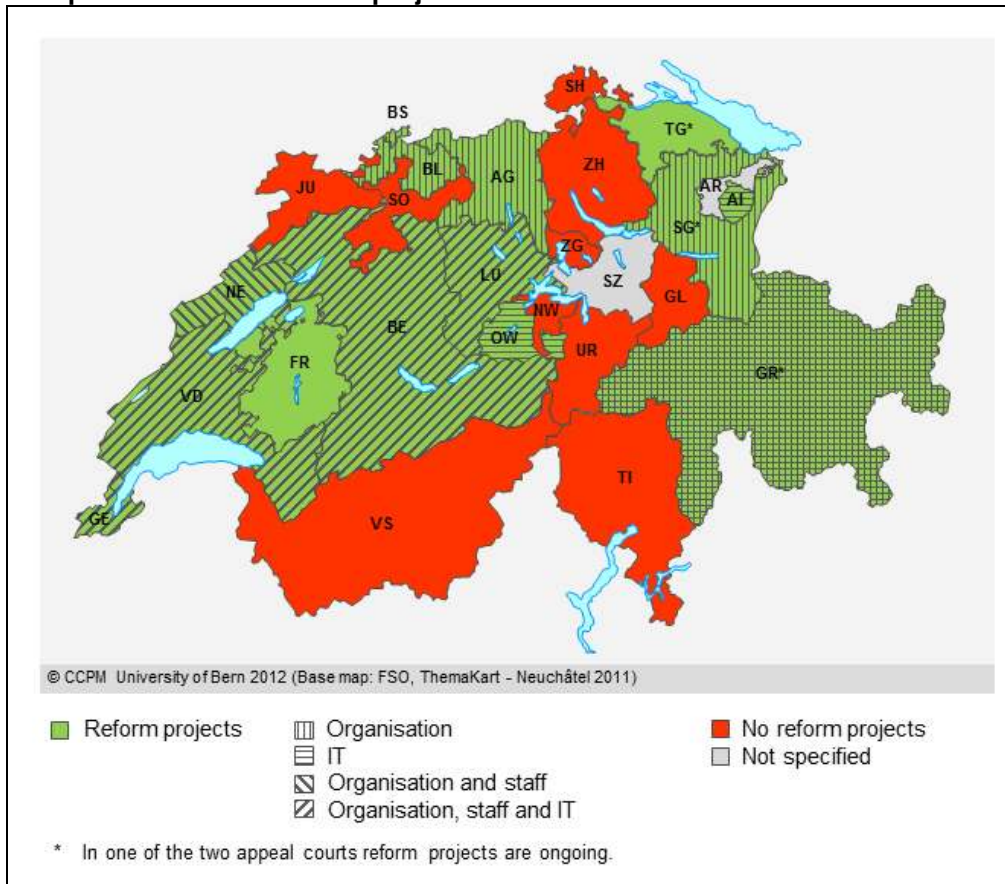 SH
BS
TG*
BL
AG
ZH
JU
SO
AR
AI
SG*
ZG
LU
SZ
GL
NE
NW
BE
OW
UR
FR
GR*
VD
TI
GE
VS
© CCPM University of Bern 2012 (Base map: FSO, ThemaKart - Neuchâtel 2011)
Reform projects
Organisation
No reform projects
IT
Not specified
Organisation and staff
Organisation, staff and IT
* In one of the two appeal courts reform projects are ongoing.